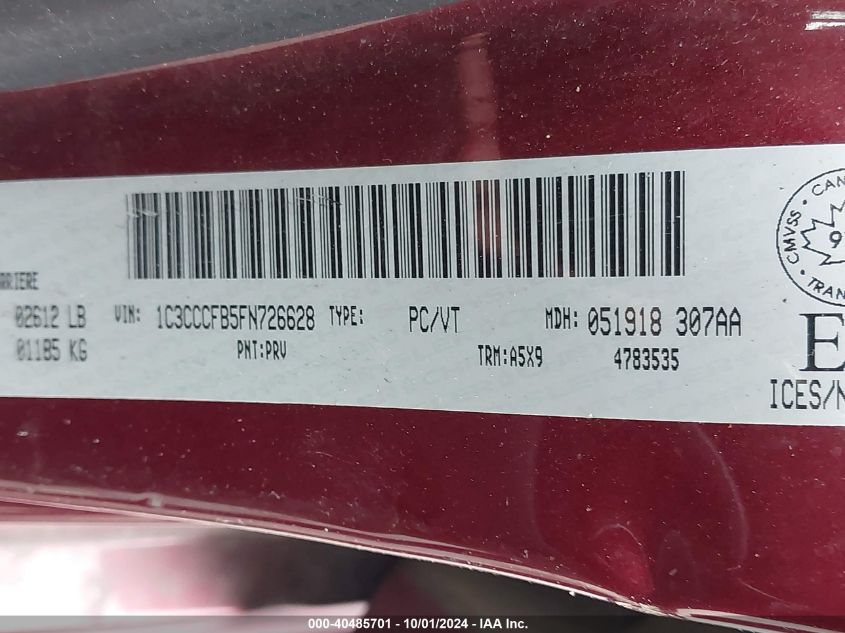 ARRIERE
02612 LB VIN: 1C3CCCFB5FN726628 TYPE: PC/VT MDH: 051918 307AA
01185 KG PNT:PRV TRM:A5X9 4783535
CMVSS
ICES/N
000-40485701 - 10/01/2024 - IAA Inc.